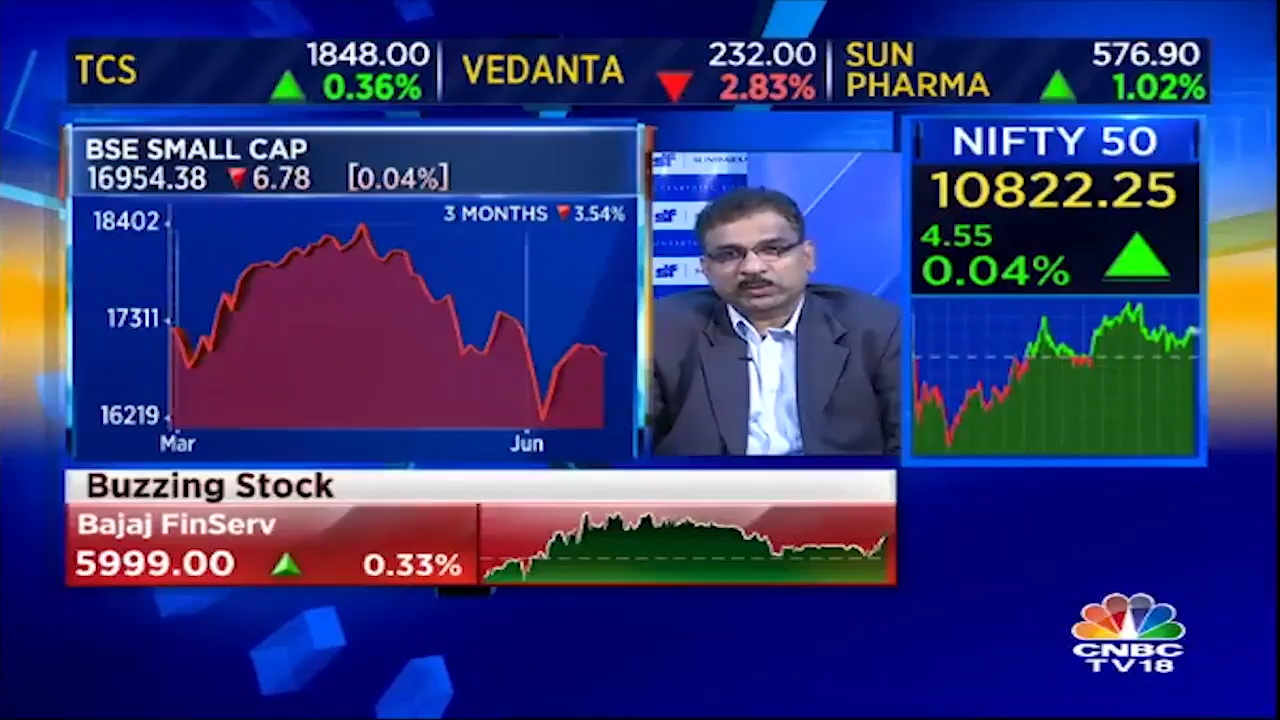 TCS
1848.00
0.36%
VEDANTA
232.00
2.83%
SUN
PHARMA
576.90
1.02%
BSE SMALL CAP
16954.38 6.78 [0.04%]
3 MONTHS 3.54%
18402
17311
16219
Mar
Jun
NIFTY 50
10822.25
4.55
0.04%
Buzzing Stock
Bajaj FinServ
5999.00 0.33%
CNBC
TV18